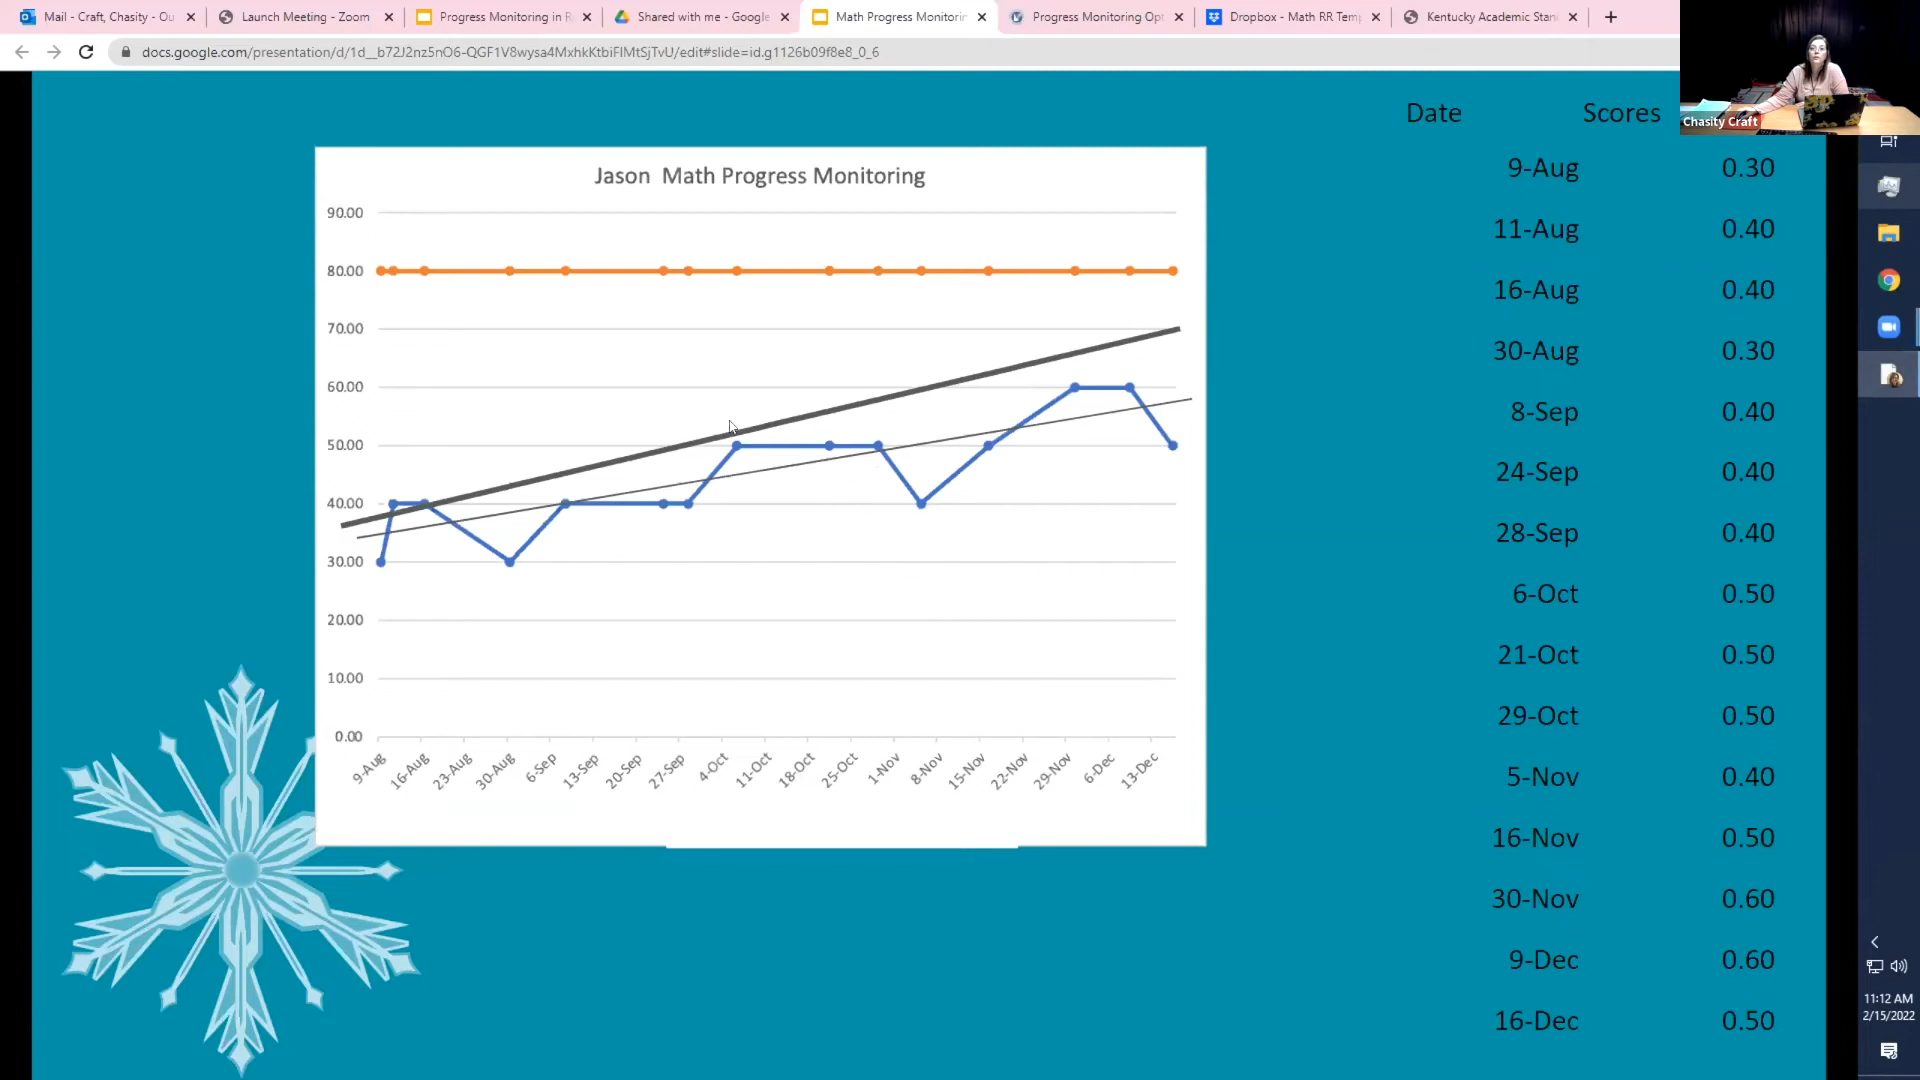 Mail - Craft, Chasity - Ou
Launch Meeting - Zoom
Progress Monitoring in R
Shared with me - Google
Math Progress Monitorin
Progress Monitoring Opt
Dropbox - Math RR Temp
Kentucky Academic Stan
docs.google.com/presentation/d/1d__b72J2nz5nO6-QGF1V8wysa4MxhkKtbiFIMtSjTvU/edit#slide=id.g1126b09f8e8_0_6
Chasity Craft
Jason Math Progress Monitoring
90.00
80.00
70.00
60.00
50.00
40.00
30.00
20.00
10.00
0.00
9-Aug
16-Aug
23-Aug
30-Aug
6-Sep
13-Sep
20-Sep
27-Sep
4-Oct
11-Oct
18-Oct
25-Oct
1-Nov
8-Nov
15-Nov
22-Nov
29-Nov
6-Dec
13-Dec
Date Scores
9-Aug 0.30
11-Aug 0.40
16-Aug 0.40
30-Aug 0.30
8-Sep 0.40
24-Sep 0.40
28-Sep 0.40
6-Oct 0.50
21-Oct 0.50
29-Oct 0.50
5-Nov 0.40
16-Nov 0.50
30-Nov 0.60
9-Dec 0.60
16-Dec 0.50
11:12 AM
2/15/2022